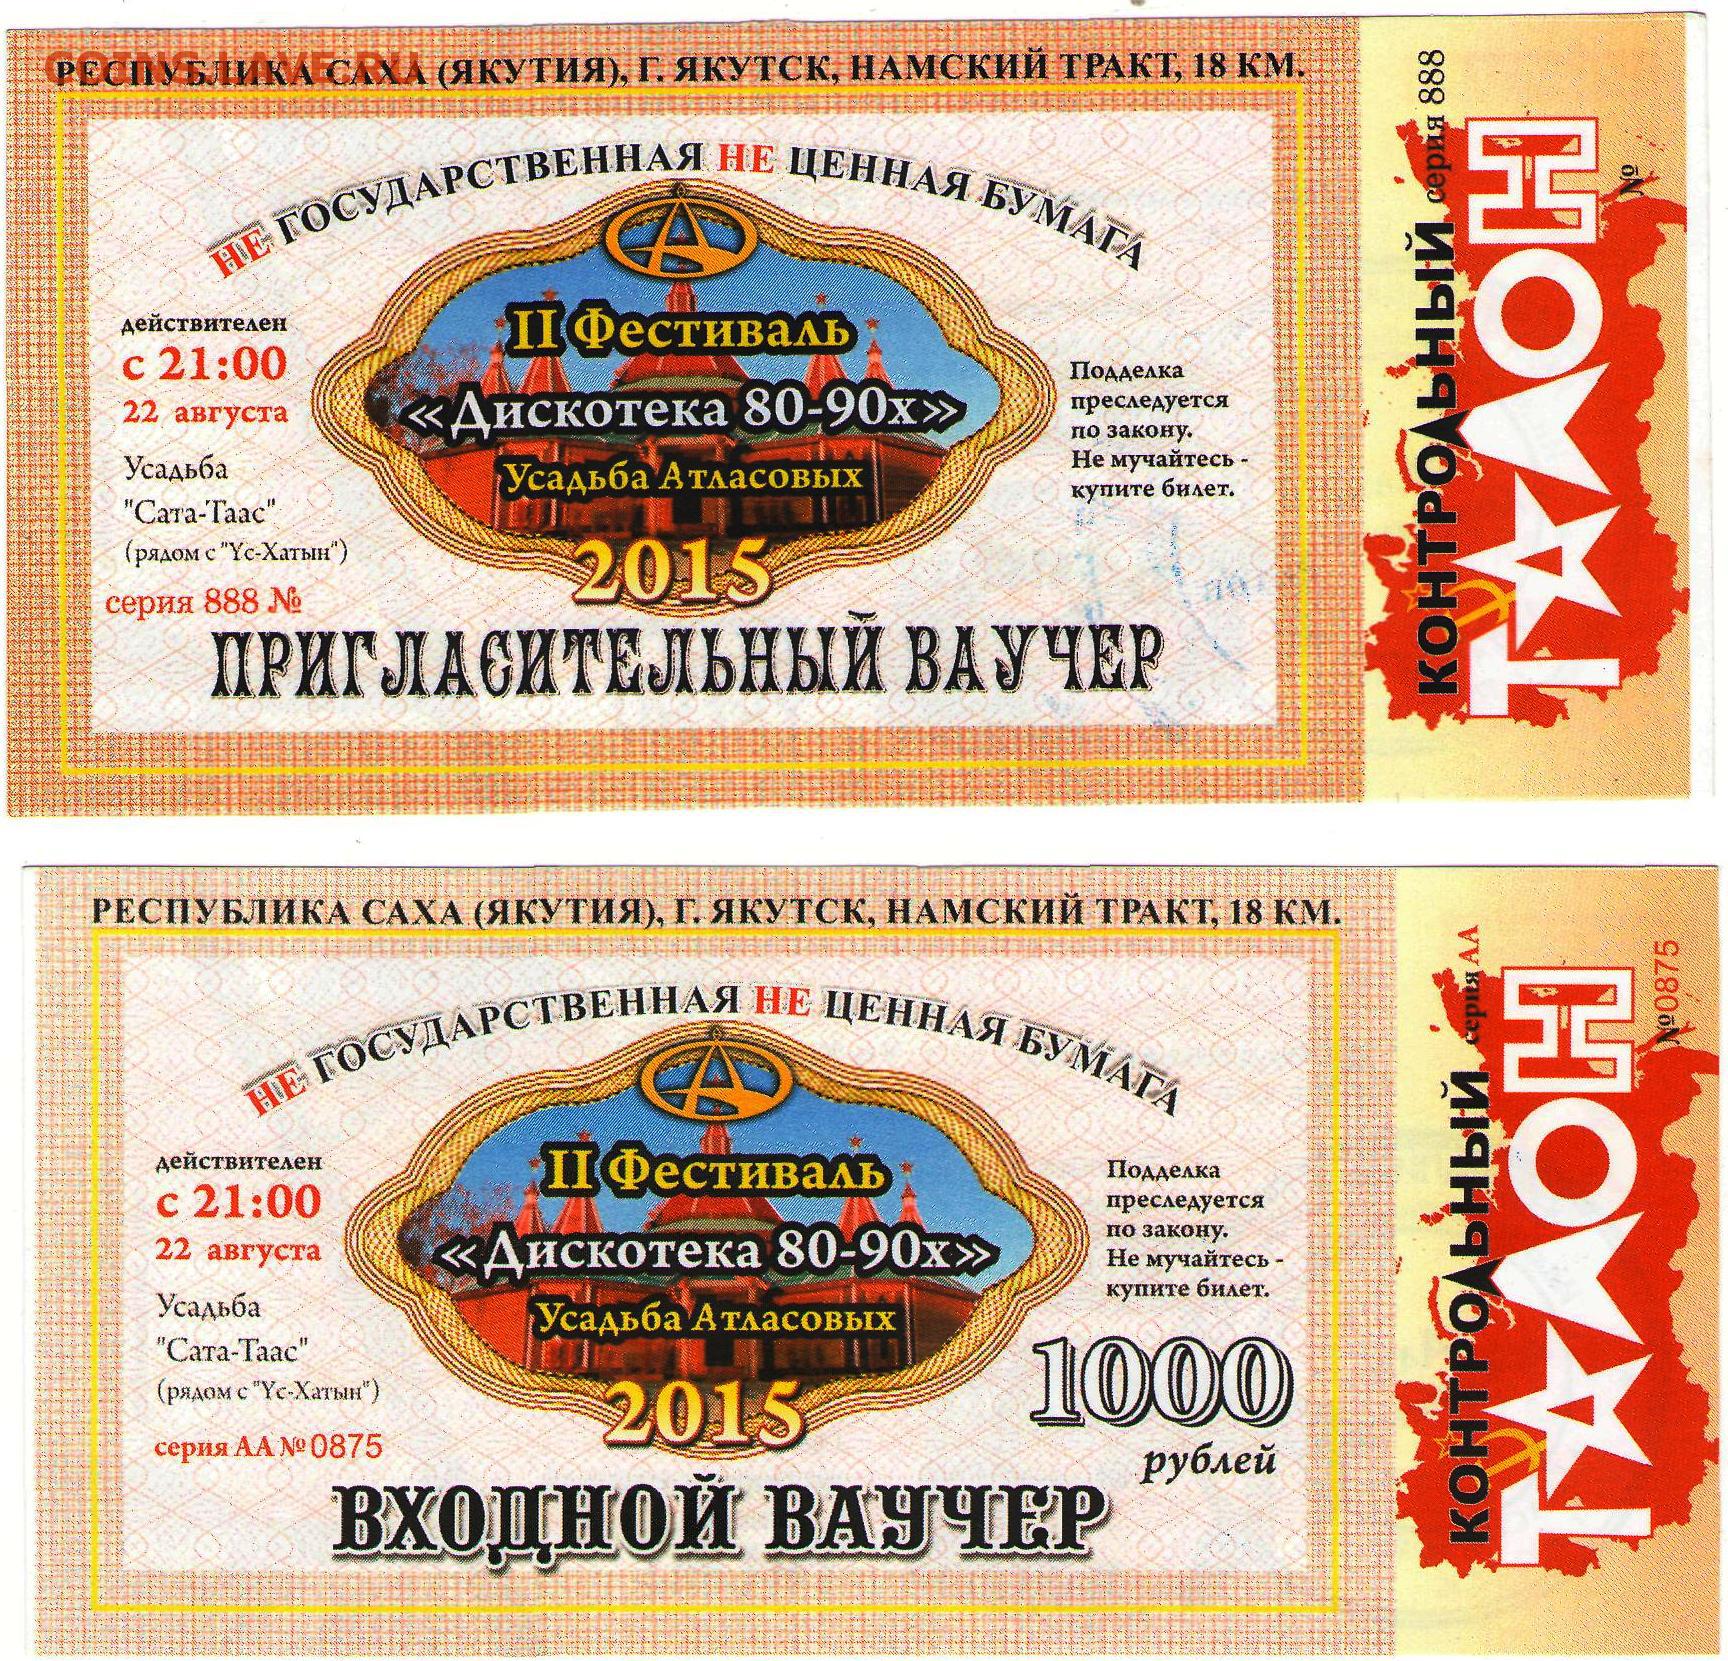 COINS.LAVE.RU
РЕСПУБЛИКА САХА (ЯКУТИЯ), Г. ЯКУТСК, НАМСКИЙ ТРАКТ, 18 КМ.
НЕ ГОСУДАРСТВЕННАЯ НЕ ЦЕННАЯ БУМАГА
действителен
с 21:00
22 августа
Усадьба
"Сата-Таас"
(рядом с "Үс-Хатын")
серия 888 №
II Фестиваль
«Дискотека 80-90х»
Усадьба Атласовых
2015
Подделка
преследуется
по закону.
Не мучайтесь -
купите билет.
ПРИГЛАСИТЕЛЬНЫЙ ВАУЧЕР
КОНТРОЛЬНЫЙ серия 888
ТАЛОН
№
РЕСПУБЛИКА САХА (ЯКУТИЯ), Г. ЯКУТСК, НАМСКИЙ ТРАКТ, 18 КМ.
НЕ ГОСУДАРСТВЕННАЯ НЕ ЦЕННАЯ БУМАГА
действителен
с 21:00
22 августа
Усадьба
"Сата-Таас"
(рядом с "Үс-Хатын")
серия АА № 0875
II Фестиваль
«Дискотека 80-90х»
Усадьба Атласовых
2015
Подделка
преследуется
по закону.
Не мучайтесь -
купите билет.
1000
рублей
ВХОДНОЙ ВАУЧЕР
КОНТРОЛЬНЫЙ серия АА
ТАЛОН
№ 0875